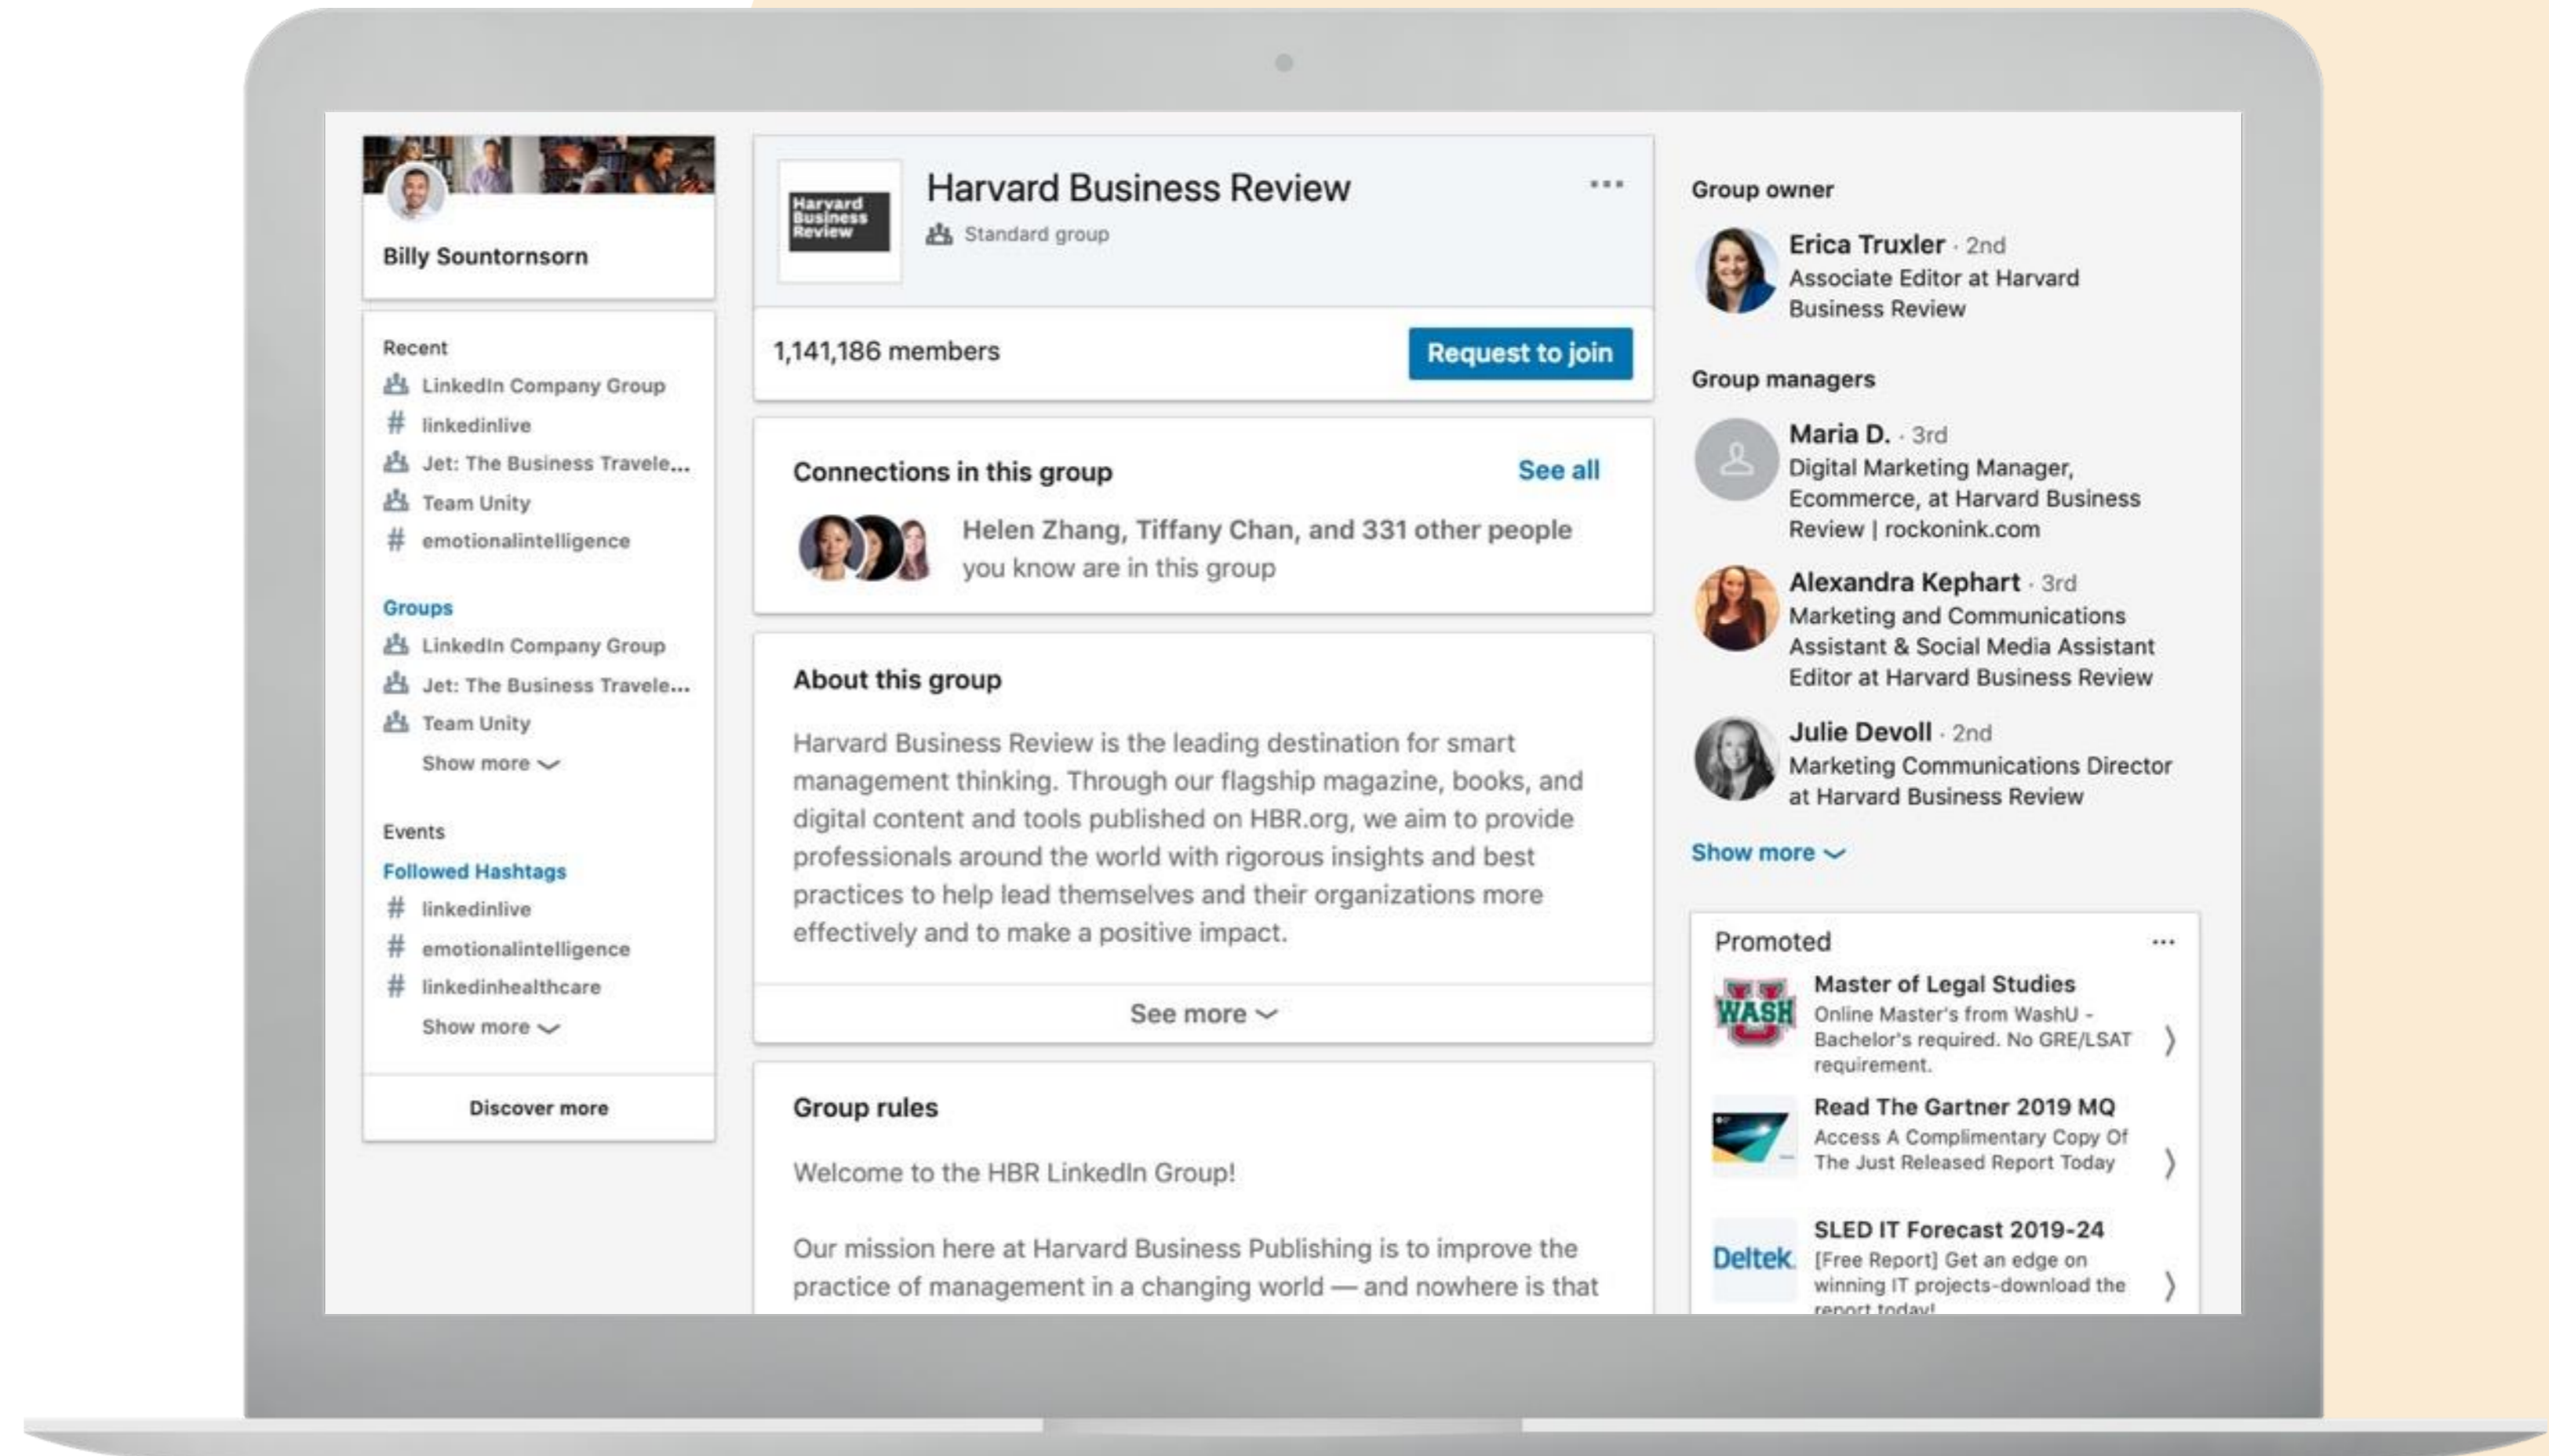 Billy Sountornsorn
Recent
LinkedIn Company Group
# linkedinlive
Jet: The Business Travele...
Team Unity
# emotionalintelligence
Groups
LinkedIn Company Group
Jet: The Business Travele...
Team Unity
Show more
Events
Followed Hashtags
# linkedinlive
# emotionalintelligence
# linkedinhealthcare
Show more
Discover more
Harvard
Business
Review
Harvard Business Review
Standard group
1,141,186 members
Request to join
Connections in this group
See all
Helen Zhang, Tiffany Chan, and 331 other people
you know are in this group
About this group
Harvard Business Review is the leading destination for smart
management thinking. Through our flagship magazine, books, and
digital content and tools published on HBR.org, we aim to provide
professionals around the world with rigorous insights and best
practices to help lead themselves and their organizations more
effectively and to make a positive impact.
See more
Group rules
Welcome to the HBR LinkedIn Group!
Our mission here at Harvard Business Publishing is to improve the
practice of management in a changing world — and nowhere is that
Group owner
Erica Truxler · 2nd
Associate Editor at Harvard
Business Review
Group managers
Maria D. · 3rd
Digital Marketing Manager,
Ecommerce, at Harvard Business
Review | rockonink.com
Alexandra Kephart · 3rd
Marketing and Communications
Assistant & Social Media Assistant
Editor at Harvard Business Review
Julie Devoll · 2nd
Marketing Communications Director
at Harvard Business Review
Show more
Promoted
WASH
U
Master of Legal Studies
Online Master's from WashU -
Bachelor's required. No GRE/LSAT
requirement.
Read The Gartner 2019 MQ
Access A Complimentary Copy Of
The Just Released Report Today
Deltek
SLED IT Forecast 2019-24
[Free Report] Get an edge on
winning IT projects-download the
report today!